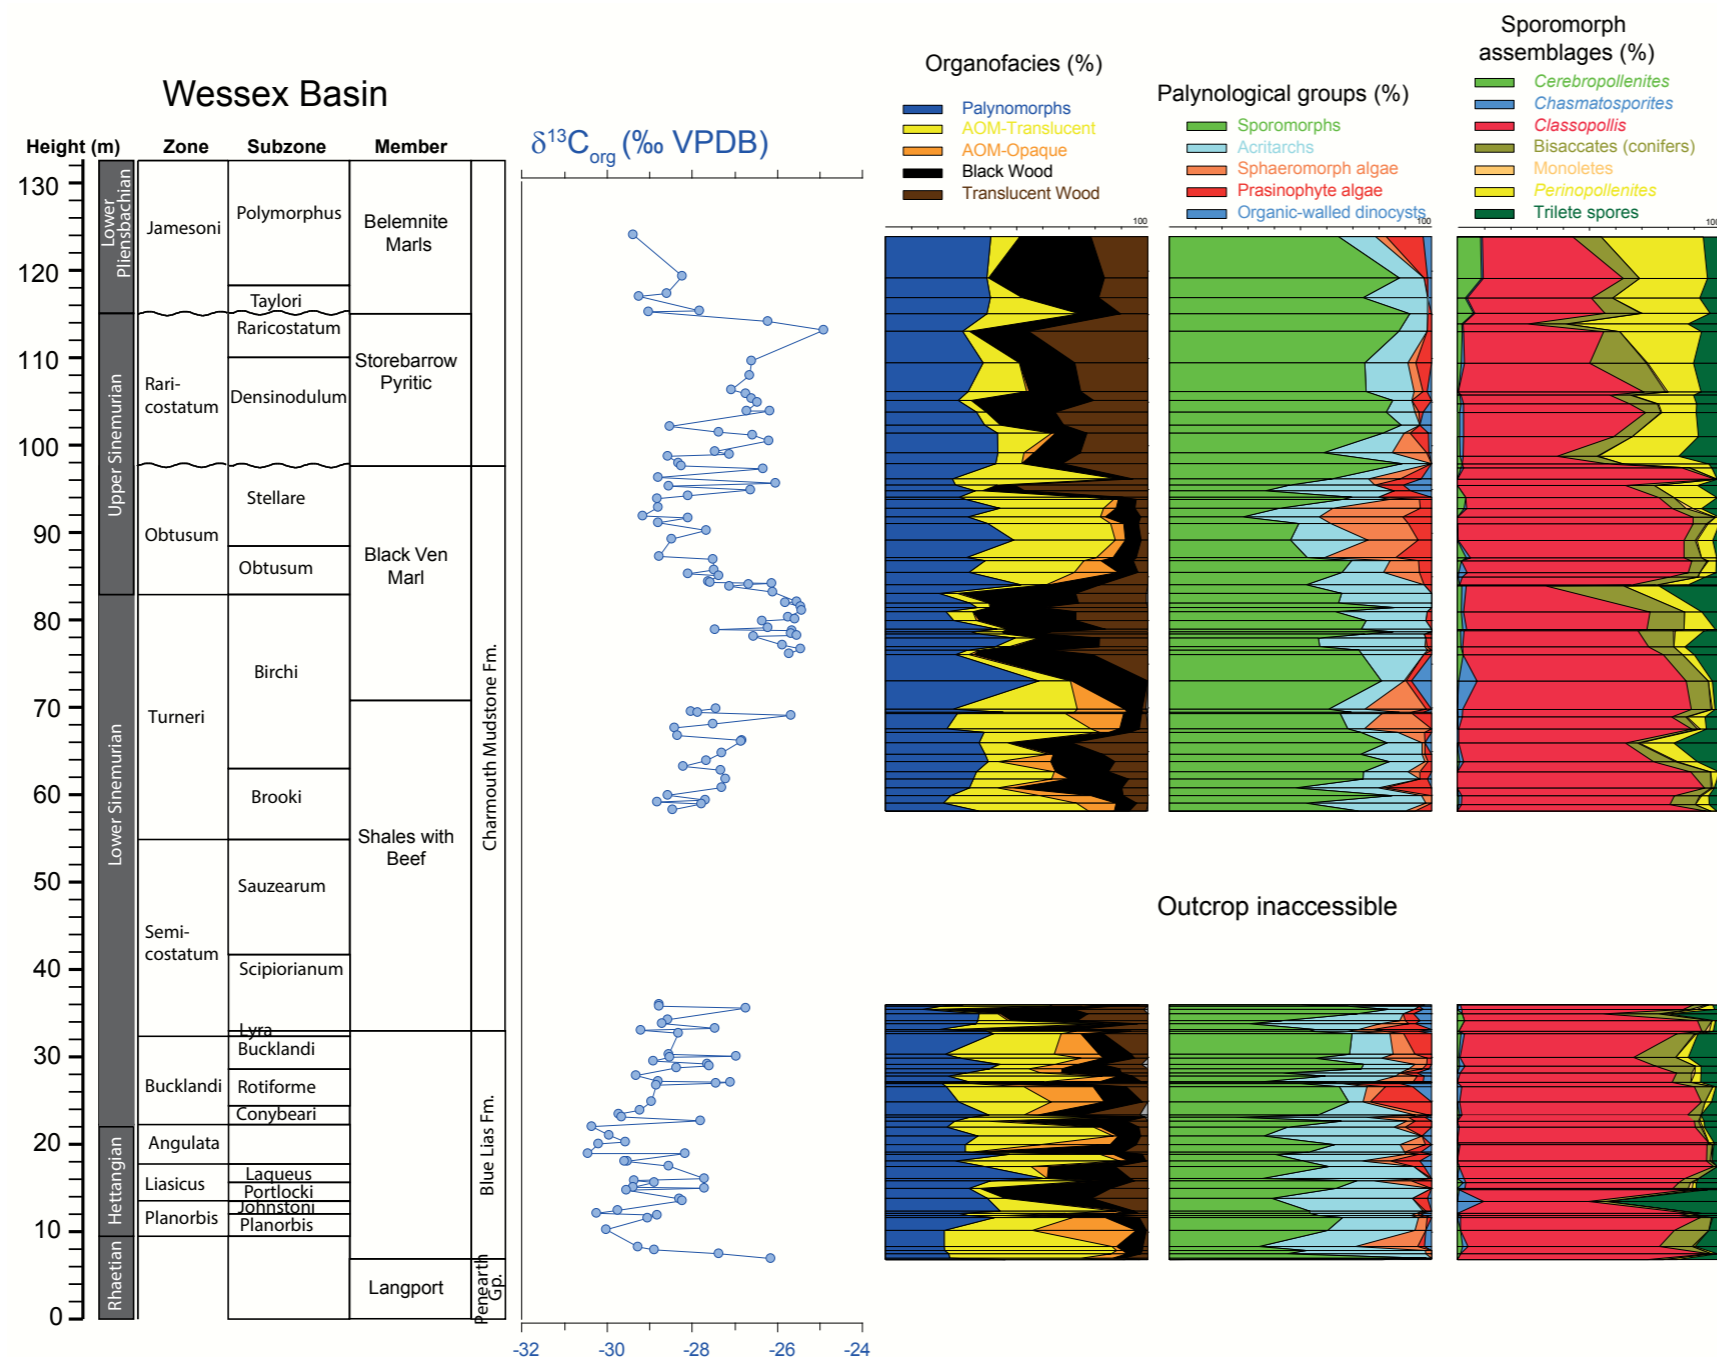 Wessex Basin
Height (m)
Zone
Subzone
Member
δ13Corg (‰ VPDB)
Organofacies (%)
Palynomorphs
AOM-Translucent
AOM-Opaque
Black Wood
Translucent Wood
100
Palynological groups (%)
Sporomorphs
Acritarchs
Sphaeromorph algae
Prasinophyte algae
Organic-walled dinocysts
100
Sporomorph
assemblages (%)
Cerebropollenites
Chasmatosporites
Classopollis
Bisaccates (conifers)
Monoletes
Perinopollenites
Trilete spores
100
130
120
110
100
90
80
70
60
50
40
30
20
10
0
Lower
Pliensbachian
Upper Sinemurian
Lower Sinemurian
Hettangian
Rhaetian
Jamesoni
Rari-
costatum
Obtusum
Turneri
Semi-
costatum
Bucklandi
Angulata
Liasicus
Planorbis
Polymorphus
Taylori
Raricostatum
Densinodulum
Stellare
Obtusum
Birchi
Brooki
Sauzearum
Scipiorianum
Lyra
Bucklandi
Rotiforme
Conybeari
Laqueus
Portlocki
Johnstoni
Planorbis
Belemnite
Marls
Storebarrow
Pyritic
Black Ven
Marl
Shales with
Beef
Langport
Charmouth Mudstone Fm.
Blue Lias Fm.
Penearth
Gp.
Outcrop inaccessible
-32
-30
-28
-26
-24